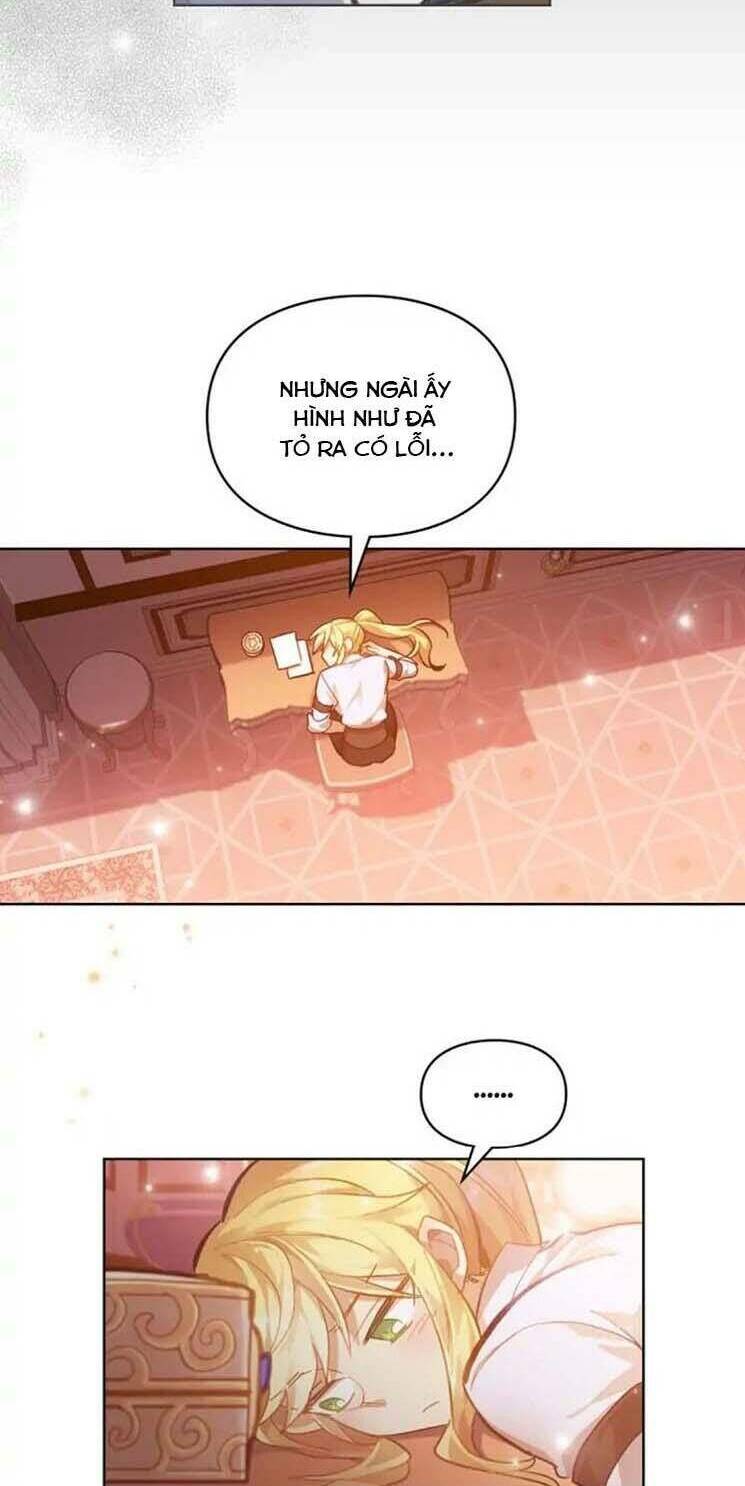 NHƯNG NGÀI ẤY
HÌNH NHƯ ĐÃ
TỎ RA CÓ LỖI...
......